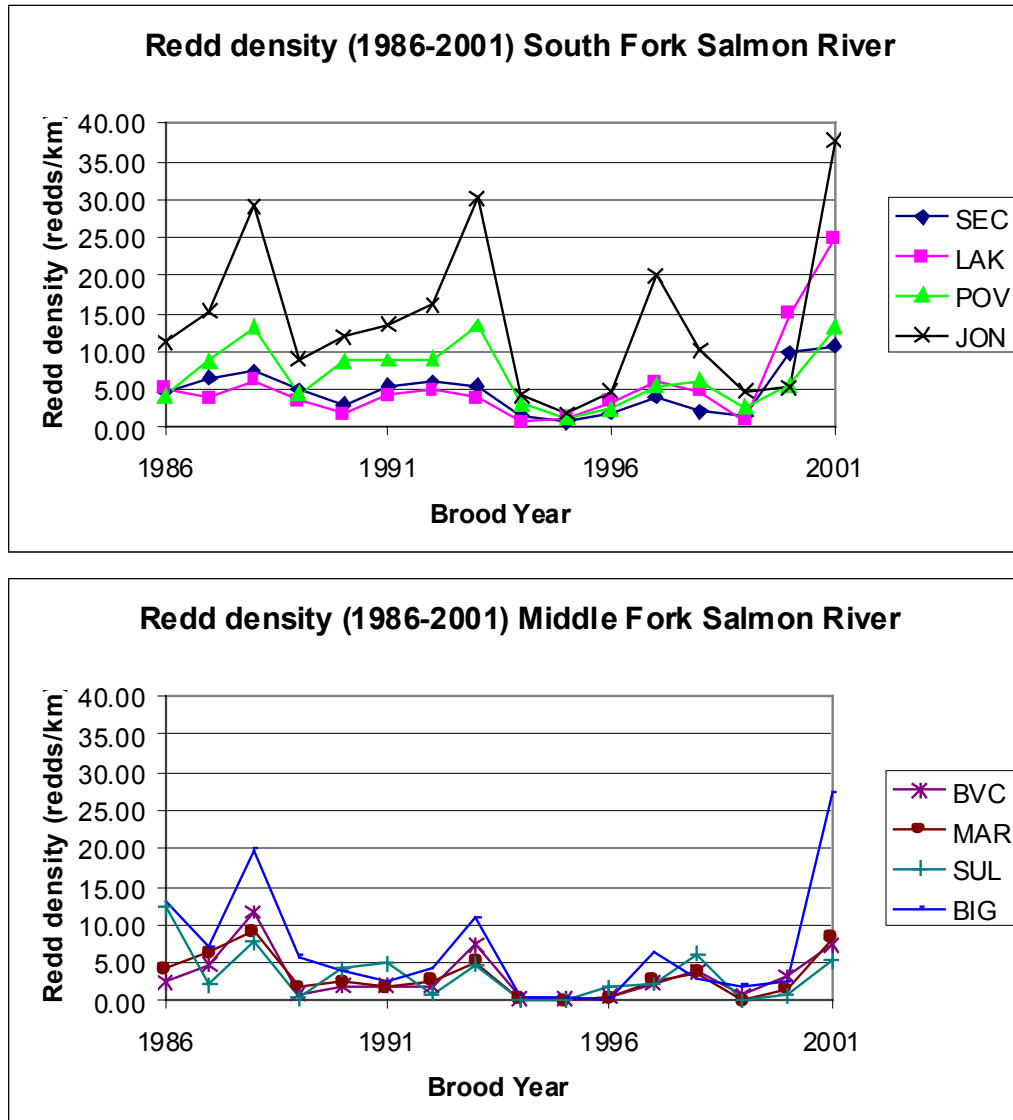 Redd density (1986-2001) South Fork Salmon River
Redd density (redds/km)
40.00
35.00
30.00
25.00
20.00
15.00
10.00
5.00
0.00
1986 1991 1996 2001
Brood Year
SEC
LAK
POV
JON
Redd density (1986-2001) Middle Fork Salmon River
Redd density (redds/km)
40.00
35.00
30.00
25.00
20.00
15.00
10.00
5.00
0.00
1986 1991 1996 2001
Brood Year
BVC
MAR
SUL
BIG